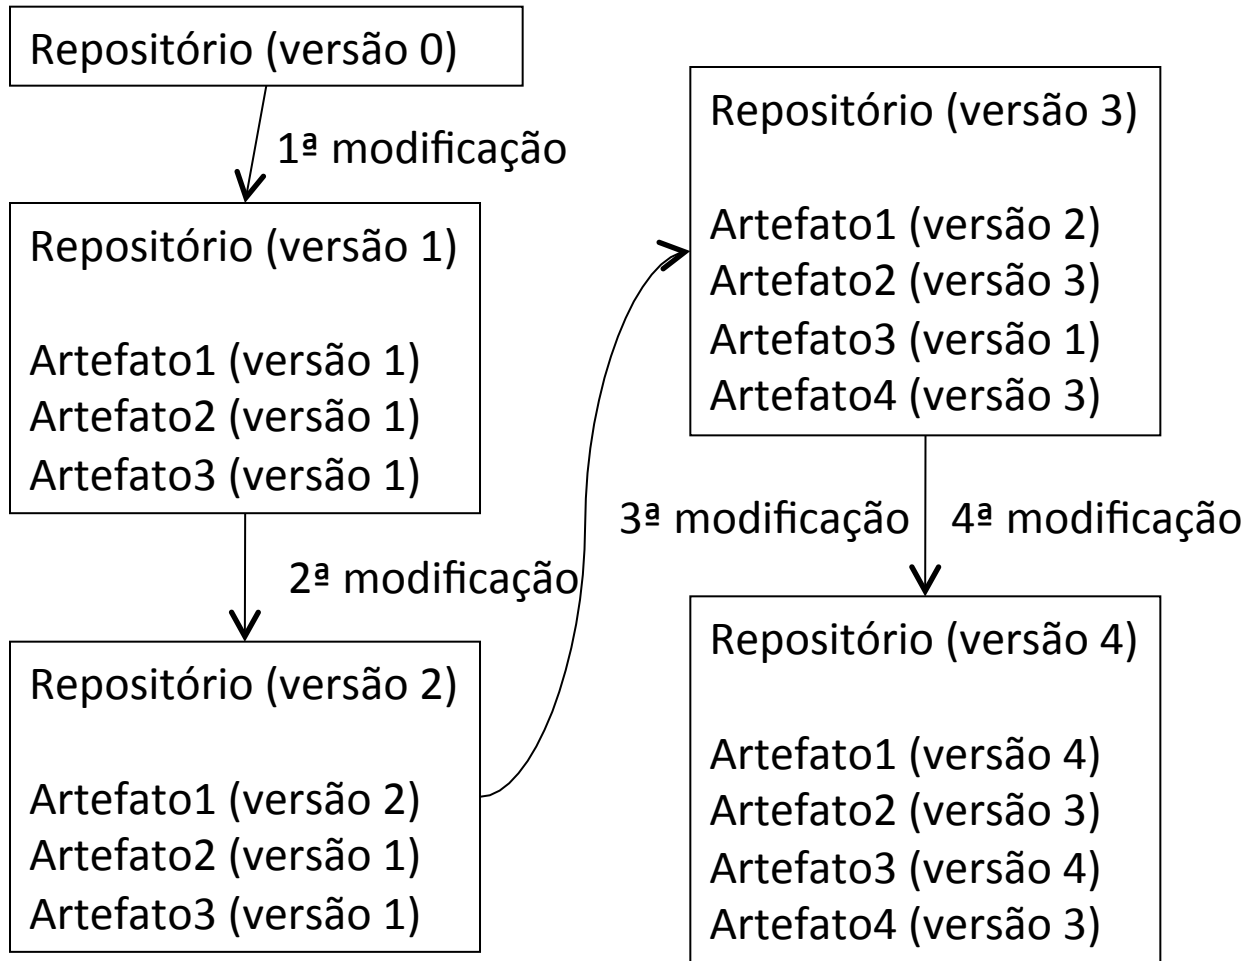 Repositório (versão 0)
1ª modificação
Repositório (versão 1)
Artefato1 (versão 1)
Artefato2 (versão 1)
Artefato3 (versão 1)
2ª modificação
Repositório (versão 2)
Artefato1 (versão 2)
Artefato2 (versão 1)
Artefato3 (versão 1)
3ª modificação
Repositório (versão 3)
Artefato1 (versão 2)
Artefato2 (versão 3)
Artefato3 (versão 1)
Artefato4 (versão 3)
4ª modificação
Repositório (versão 4)
Artefato1 (versão 4)
Artefato2 (versão 3)
Artefato3 (versão 4)
Artefato4 (versão 3)